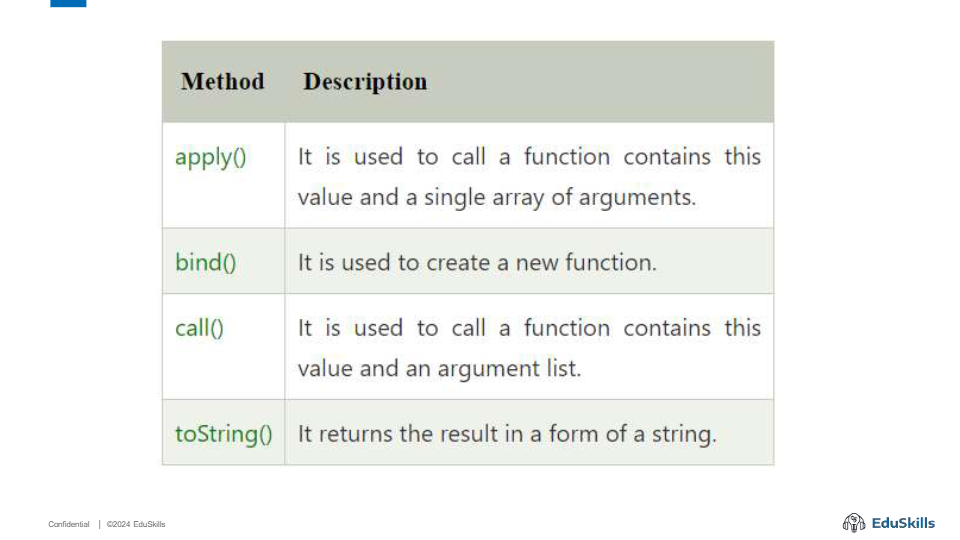 Method Description
apply() It is used to call a function contains this
value and a single array of arguments.
bind() It is used to create a new function.
call() It is used to call a function contains this
value and an argument list.
toString() It returns the result in a form of a string.
Confidential | ©2024 EduSkills
EduSkills